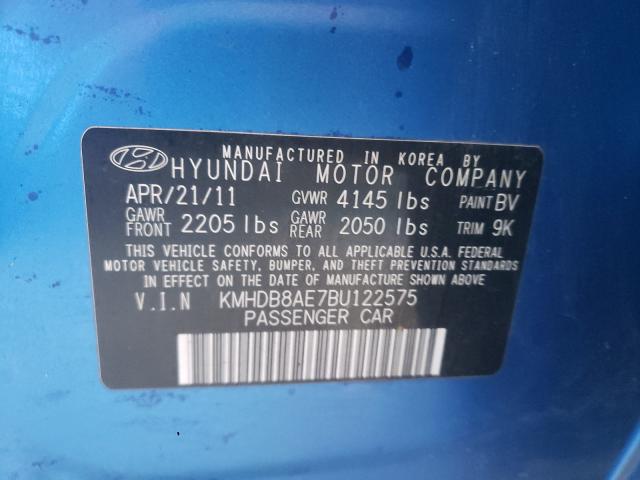 MANUFACTURED IN KOREA BY
HYUNDAI MOTOR COMPANY
APR/21/11 GVWR 4145 lbs PAINT BV
GAWR FRONT 2205 lbs GAWR REAR 2050 lbs TRIM 9K
THIS VEHICLE CONFORMS TO ALL APPLICABLE U.S.A. FEDERAL
MOTOR VEHICLE SAFETY, BUMPER, AND THEFT PREVENTION STANDARDS
IN EFFECT ON THE DATE OF MANUFACTURE SHOWN ABOVE
V.I.N KMHDB8AE7BU122575
PASSENGER CAR